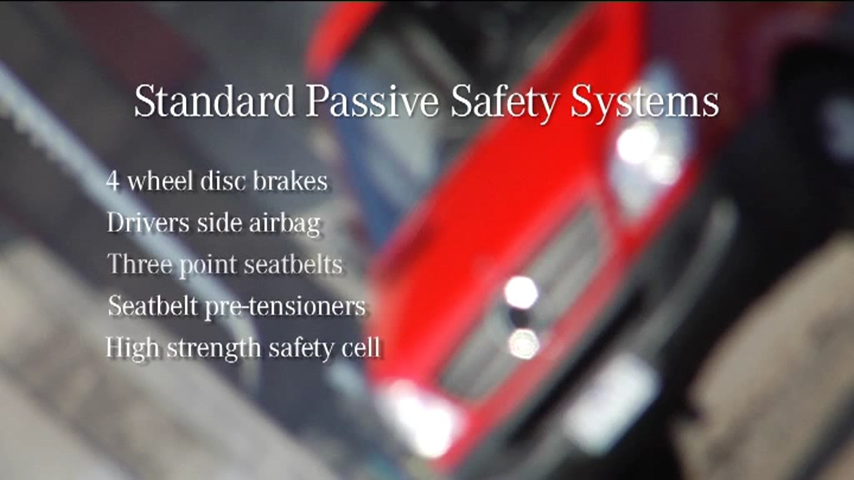 Standard Passive Safety Systems
4 wheel disc brakes
Drivers side airbag
Three point seatbelts
Seatbelt pre-tensioners
High strength safety cell